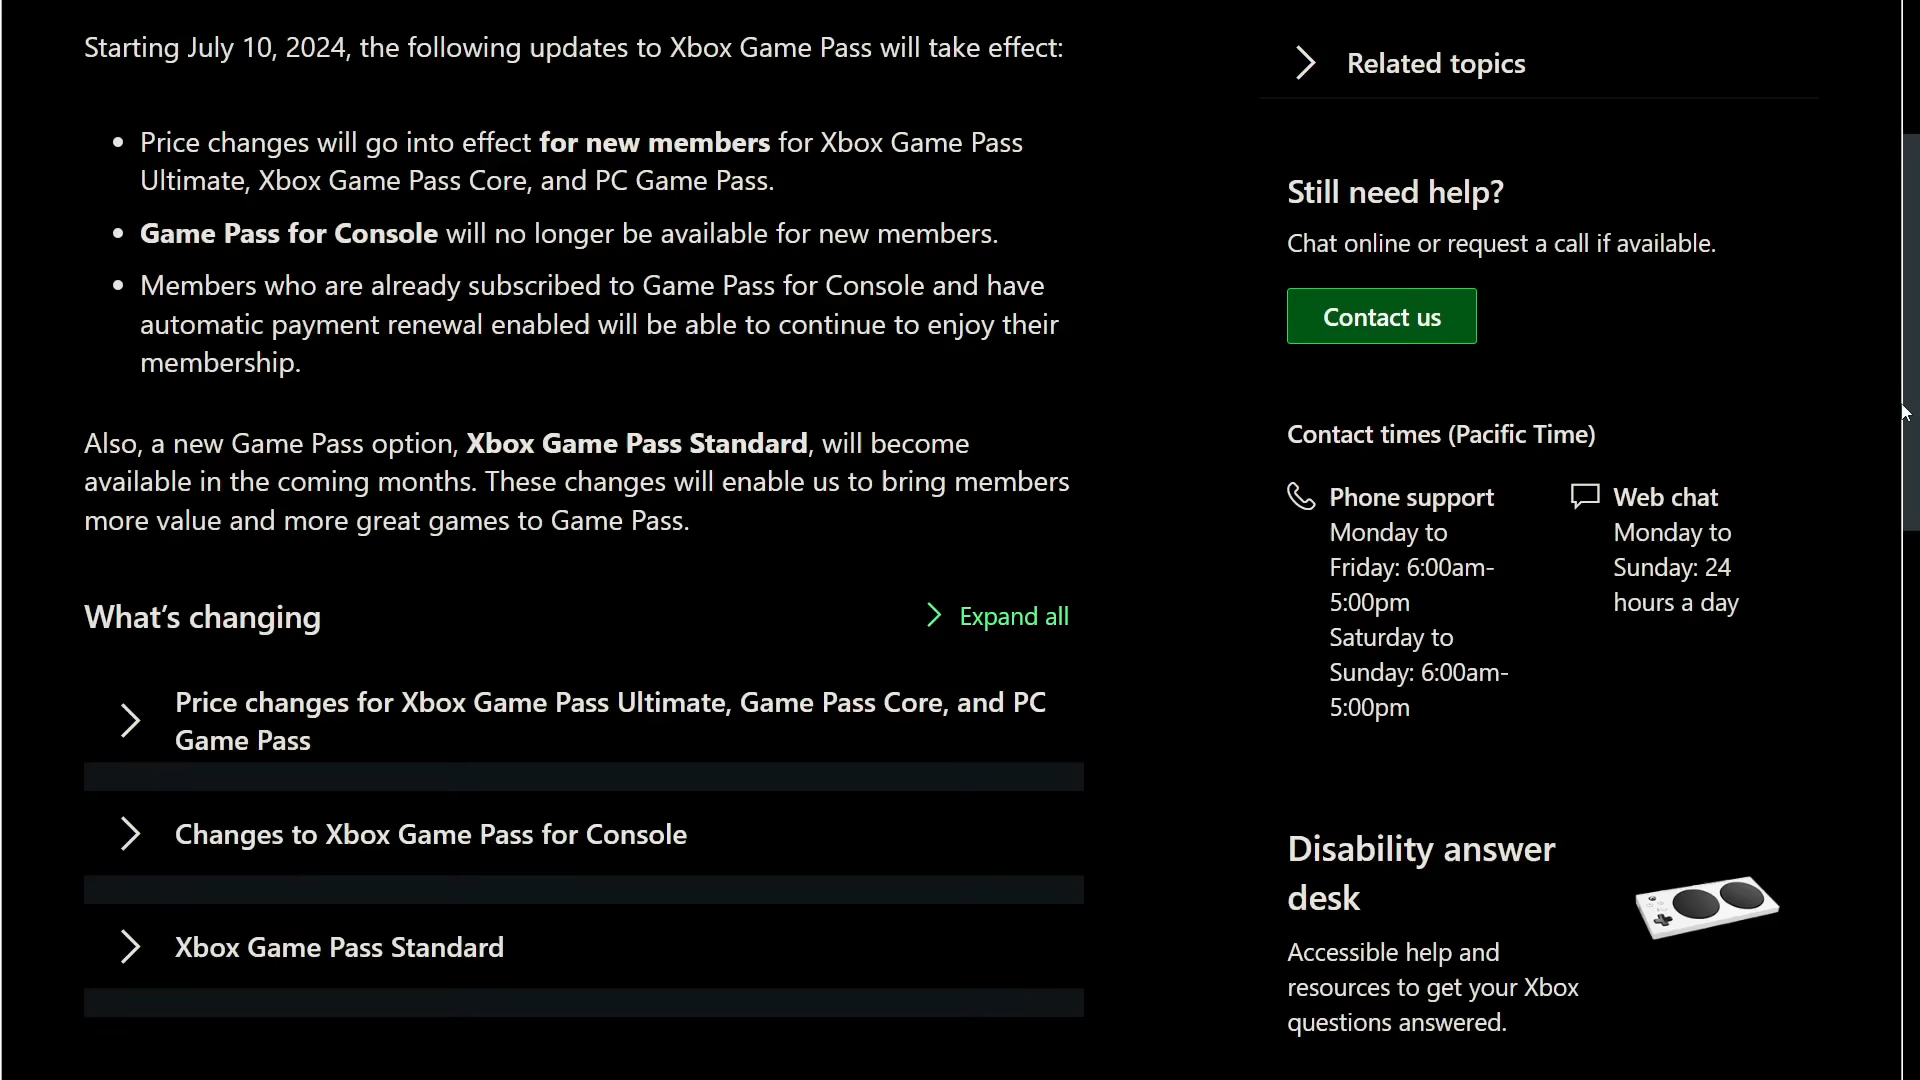 Starting July 10, 2024, the following updates to Xbox Game Pass will take effect:
• Price changes will go into effect for new members for Xbox Game Pass
Ultimate, Xbox Game Pass Core, and PC Game Pass.
• Game Pass for Console will no longer be available for new members.
• Members who are already subscribed to Game Pass for Console and have
automatic payment renewal enabled will be able to continue to enjoy their
membership.
Also, a new Game Pass option, Xbox Game Pass Standard, will become
available in the coming months. These changes will enable us to bring members
more value and more great games to Game Pass.
What’s changing
Expand all
Price changes for Xbox Game Pass Ultimate, Game Pass Core, and PC
Game Pass
Changes to Xbox Game Pass for Console
Xbox Game Pass Standard
Related topics
Still need help?
Chat online or request a call if available.
Contact us
Contact times (Pacific Time)
Phone support
Monday to
Friday: 6:00am-
5:00pm
Saturday to
Sunday: 6:00am-
5:00pm
Web chat
Monday to
Sunday: 24
hours a day
Disability answer
desk
Accessible help and
resources to get your Xbox
questions answered.